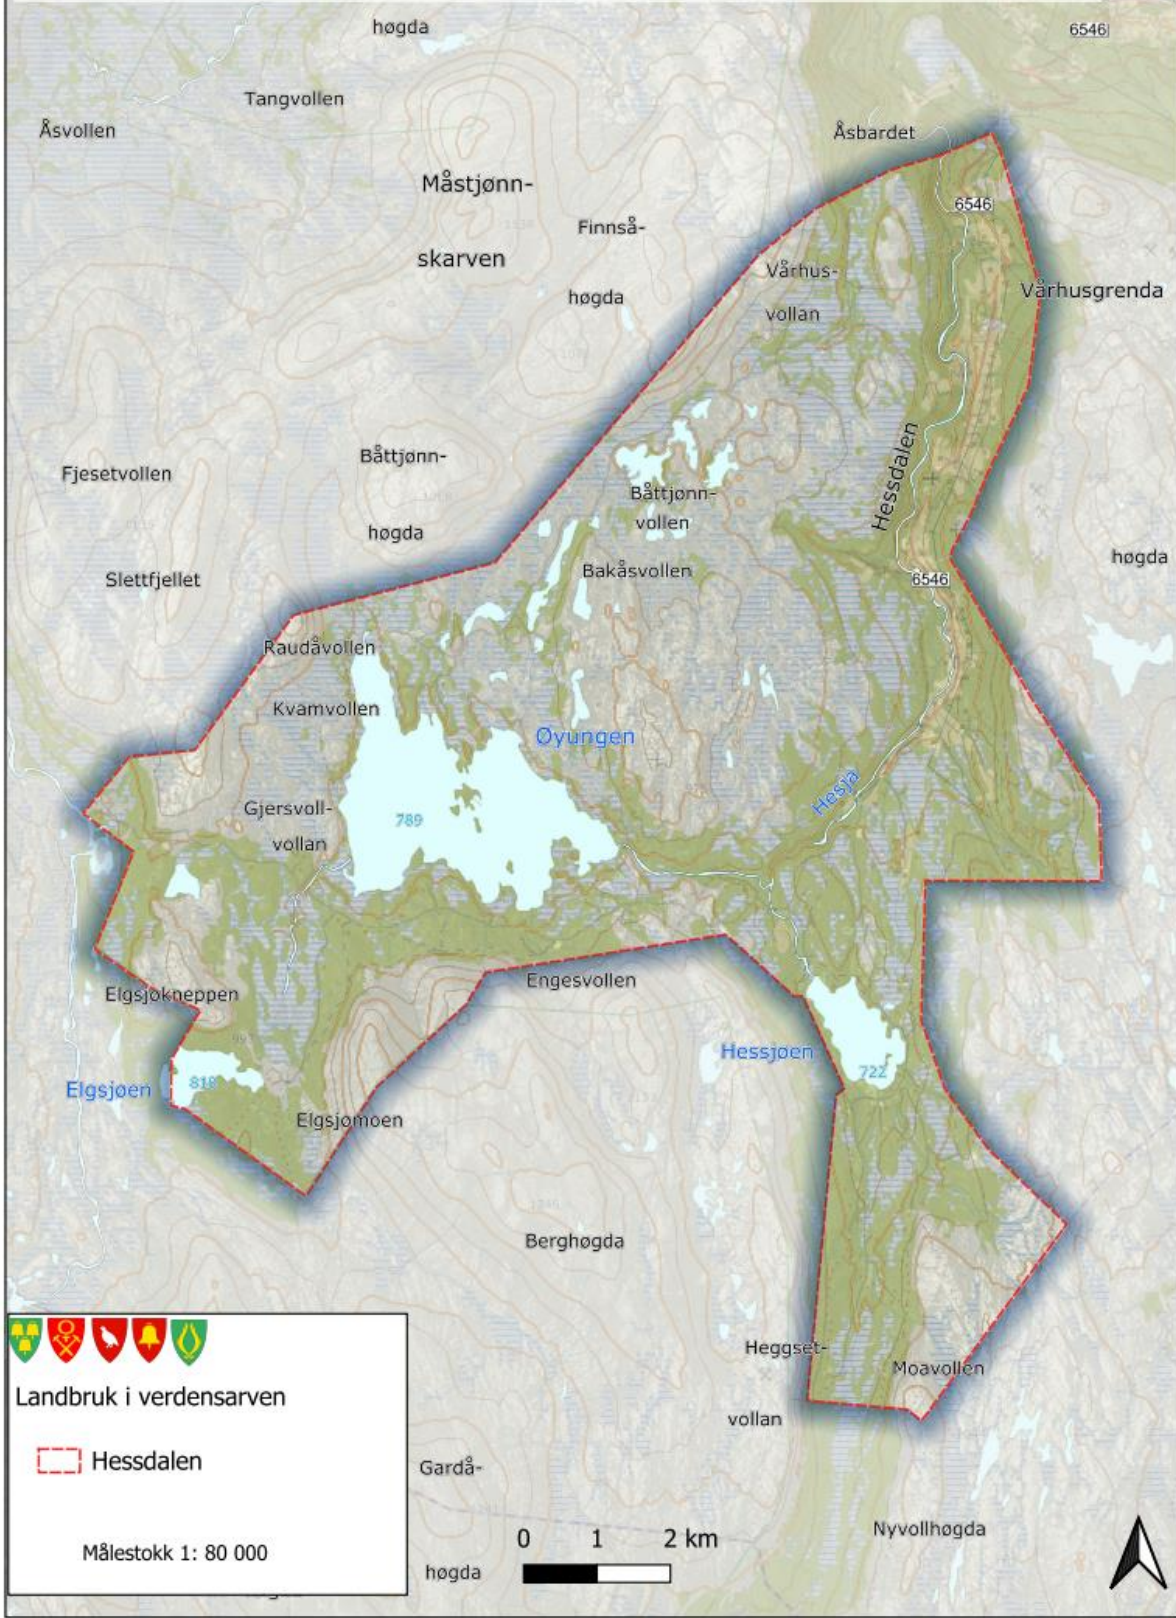 høgda
6546
Tangvollen
Åsvollen
Åsbardet
Måstjønn-
skarven
6546
Finnså-
høgda
Vårhus-
vollan
Vårhusgrenda
Båttjønn-
høgda
Fjesetvollen
Hessdalen
Båttjønn-
vollen
Slettfjellet
Bakåsvollen
høgda
6546
Raudåvollen
Kvamvollen
Øyungen
Gjersvoll-
vollan
789
Hesja
Engesvollen
Elgsjøkneppen
Hessjøen
722
Elgsjøen
818
Elgsjømoen
Berghøgda
Heggset-
vollan
Moavollen
Gardå-
høgda
Nyvollhøgda
Landbruk i verdensarven
Hessdalen
Målestokk 1: 80 000
0 1 2 km